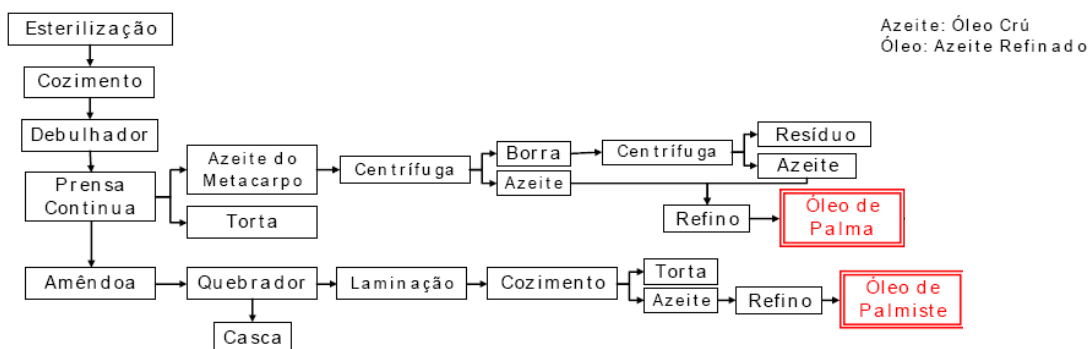 Esterilização
Azeite: Óleo Crú
Óleo: Azeite Refinado
Cozimento
Debulhador
Prensa
Continua
Azeite do
Metacarpo
Torta
Centrífuga
Borra
Azeite
Centrífuga
Resíduo
Azeite
Refino
Óleo de
Palma
Amêndoa
Quebrador
Casca
Laminação
Cozimento
Torta
Azeite
Refino
Óleo de
Palmiste